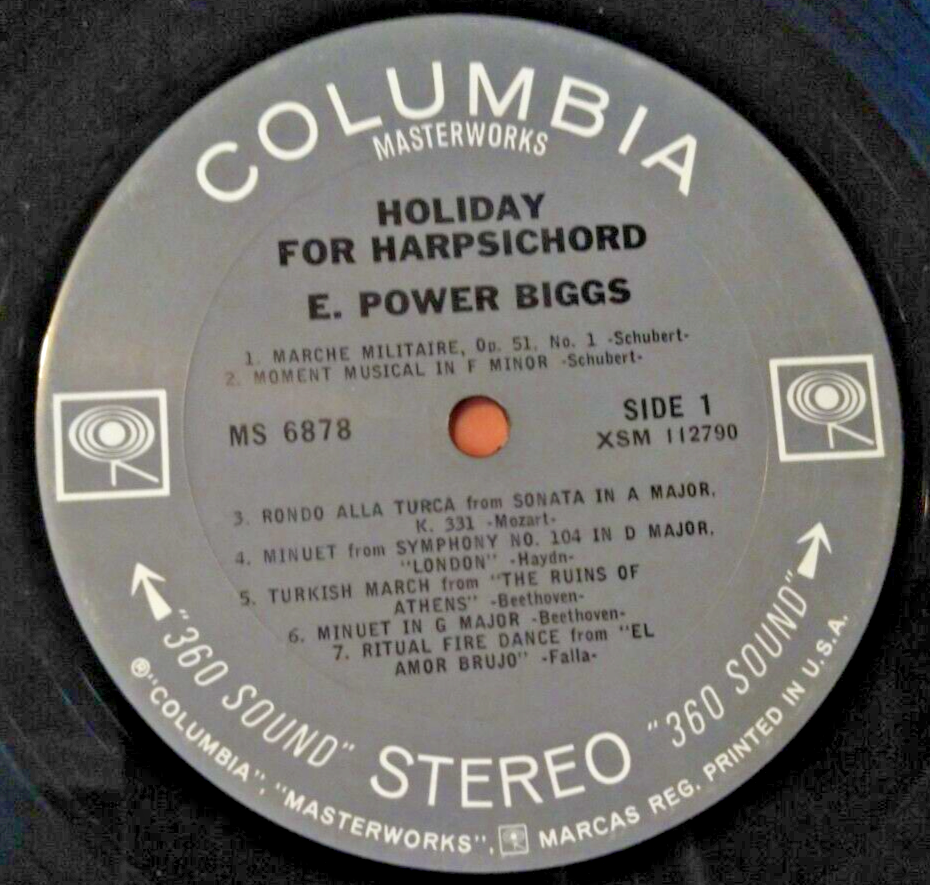 COLUMBIA
MASTERWORKS
HOLIDAY
FOR HARPSICHORD
E. POWER BIGGS
1. MARCHE MILITAIRE, Op. 51, No. 1 -Schubert-
2. MOMENT MUSICAL IN F MINOR -Schubert-
MS 6878
SIDE 1
XSM 112790
3. RONDO ALLA TURCA from SONATA IN A MAJOR,
K. 331 -Mozart-
4. MINUET from SYMPHONY NO. 104 IN D MAJOR,
"LONDON" -Haydn-
5. TURKISH MARCH from "THE RUINS OF
ATHENS" -Beethoven-
6. MINUET IN G MAJOR -Beethoven-
7. RITUAL FIRE DANCE from "EL
AMOR BRUJO" -Falla-
"360 SOUND" STEREO "360 SOUND"
®"COLUMBIA", "MASTERWORKS", MARCAS REG. PRINTED IN U.S.A.